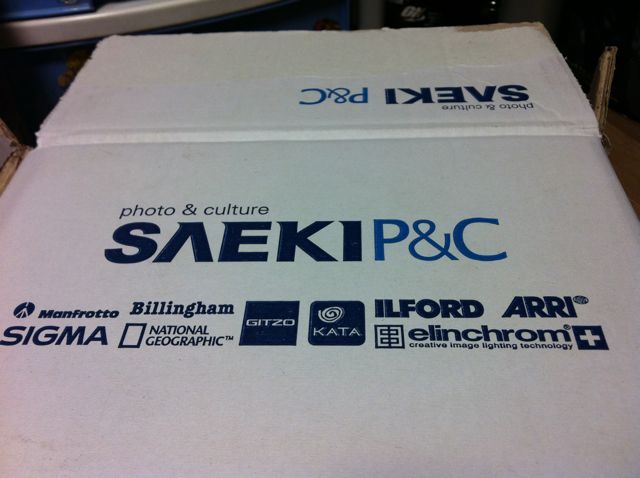 photo & culture
SAEKI P&C
photo & culture
SAEKI P&C
Manfrotto Billingham GITZO KATA ILFORD ARRI®
SIGMA NATIONAL GEOGRAPHIC™ elinchrom®
creative image lighting technology